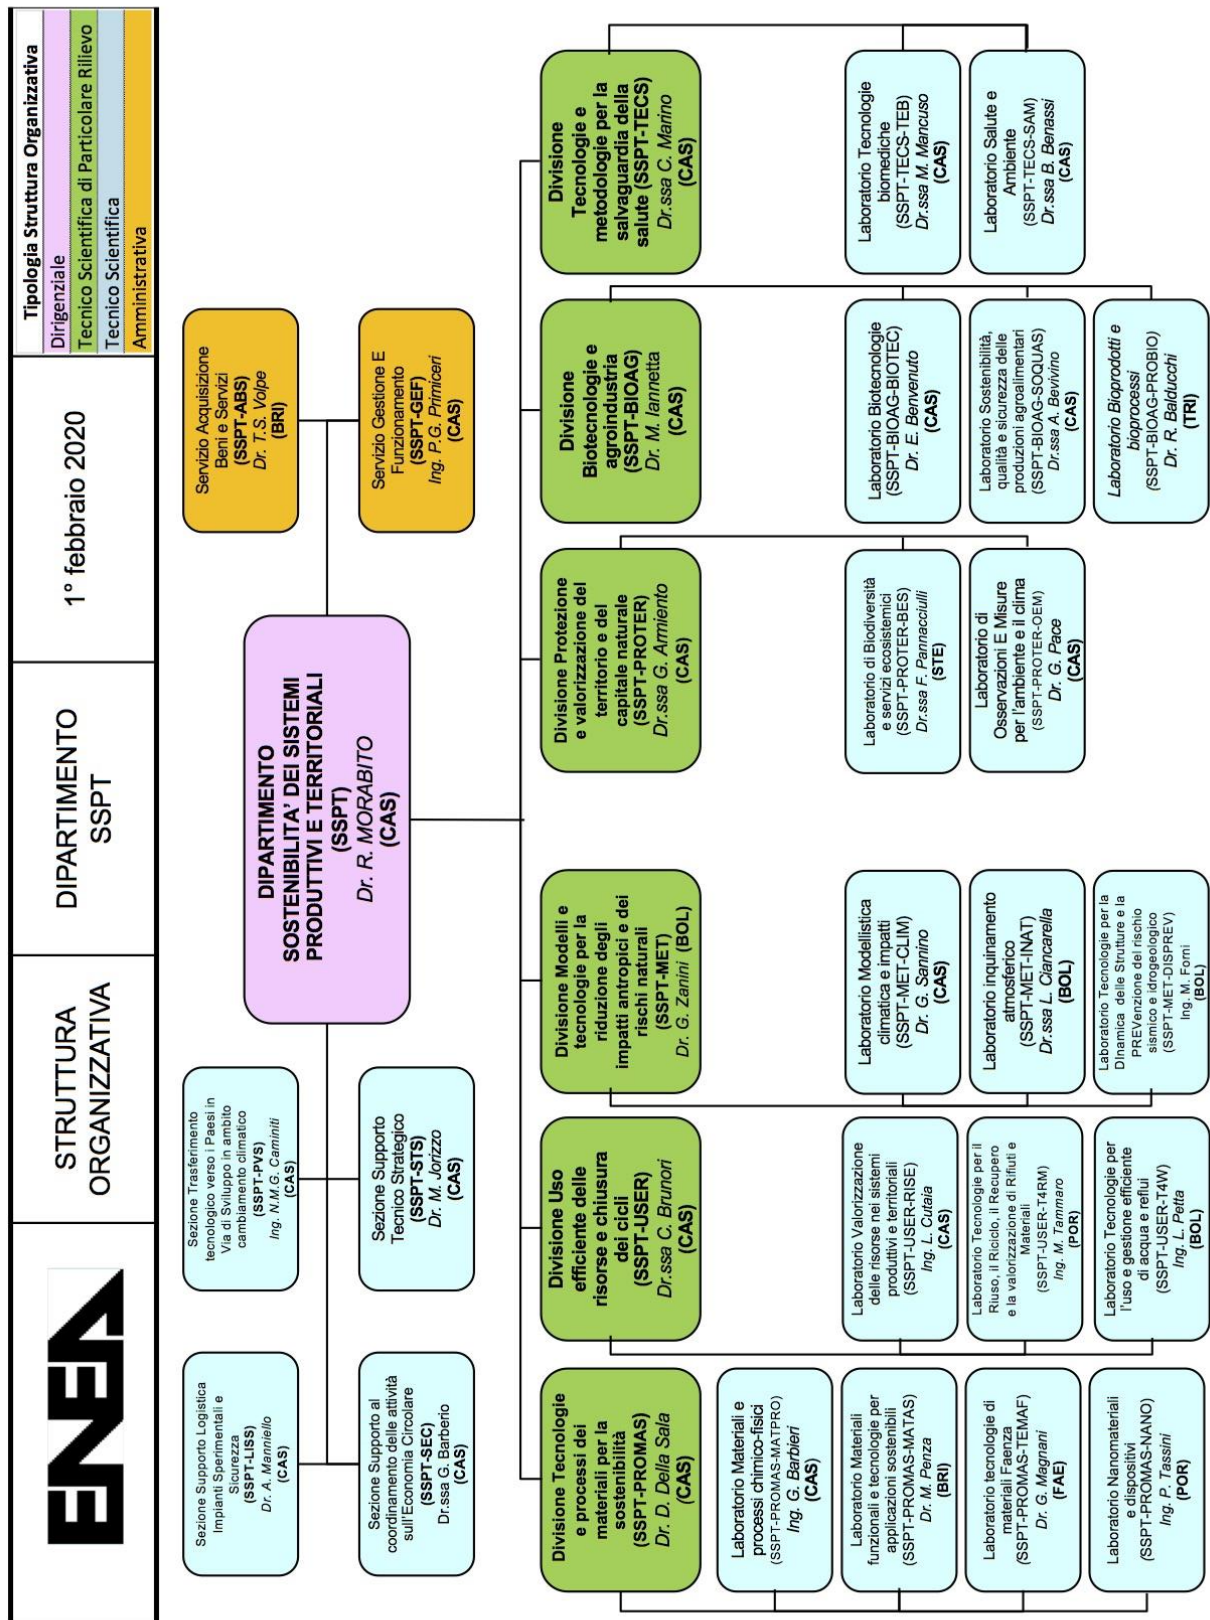 ENEA
STRUTTURA
ORGANIZZATIVA
DIPARTIMENTO
SSPT
1° febbraio 2020
Tipologia Struttura Organizzativa
Dirigenziale
Tecnico Scientifica di Particolare Rilievo
Tecnico Scientifica
Amministrativa
Sezione Supporto Logistica
Impianti Sperimentali e
Sicurezza
(SSPT-LISS)
Dr. A. Manniello
(CAS)
Sezione Trasferimento
tecnologico verso i Paesi in
Via di Sviluppo in ambito
cambiamento climatico
(SSPT-PVS)
Ing. N.M.G. Caminiti
(CAS)
Sezione Supporto al
coordinamento delle attività
sull'Economia Circolare
(SSPT-SEC)
Dr.ssa G. Barberio
(CAS)
Sezione Supporto
Tecnico Strategico
(SSPT-STS)
Dr. M. Jorizzo
(CAS)
DIPARTIMENTO
SOSTENIBILITA' DEI SISTEMI
PRODUTTIVI E TERRITORIALI
(SSPT)
Dr. R. MORABITO
(CAS)
Servizio Acquisizione
Beni e Servizi
(SSPT-ABS)
Dr. T.S. Volpe
(BRI)
Servizio Gestione E
Funzionamento
(SSPT-GEF)
Ing. P.G. Primiceri
(CAS)
Divisione Tecnologie
e processi dei
materiali per la
sostenibilità
(SSPT-PROMAS)
Dr. D. Della Sala
(CAS)
Laboratorio Materiali e
processi chimico-fisici
(SSPT-PROMAS-MATPRO)
Ing. G. Barbieri
(CAS)
Laboratorio Materiali
funzionali e tecnologie per
applicazioni sostenibili
(SSPT-PROMAS-MATAS)
Dr. M. Penza
(BRI)
Laboratorio tecnologie di
materiali Faenza
(SSPT-PROMAS-TEMAF)
Dr. G. Magnani
(FAE)
Laboratorio Nanomateriali
e dispositivi
(SSPT-PROMAS-NANO)
Ing. P. Tassini
(POR)
Divisione Uso
efficiente delle
risorse e chiusura
dei cicli
(SSPT-USER)
Dr.ssa C. Brunori
(CAS)
Laboratorio Valorizzazione
delle risorse nei sistemi
produttivi e territoriali
(SSPT-USER-RISE)
Ing. L. Cutaia
(CAS)
Laboratorio Tecnologie per il
Riuso, il Riciclo, il Recupero
e la valorizzazione di Rifiuti e
Materiali
(SSPT-USER-T4RM)
Ing. M. Tammaro
(POR)
Laboratorio Tecnologie per
l'uso e gestione efficiente
di acqua e reflui
(SSPT-USER-T4W)
Ing. L. Petta
(BOL)
Divisione Modelli e
tecnologie per la
riduzione degli
impatti antropici e dei
rischi naturali
(SSPT-MET)
Dr. G. Zanini (BOL)
Laboratorio Modellistica
climatica e impatti
(SSPT-MET-CLIM)
Dr. G. Sannino
(CAS)
Laboratorio inquinamento
atmosferico
(SSPT-MET-INAT)
Dr.ssa L. Ciancarella
(BOL)
Laboratorio Tecnologie per la
DInamica delle Strutture e la
PREVenzione del rischio
sismico e idrogeologico
(SSPT-MET-DISPREV)
Ing. M. Forni
(BOL)
Divisione Protezione
e valorizzazione del
territorio e del
capitale naturale
(SSPT-PROTER)
Dr.ssa G. Armiento
(CAS)
Laboratorio di Biodiversità
e servizi ecosistemici
(SSPT-PROTER-BES)
Dr.ssa F. Pannacciulli
(STE)
Laboratorio di
Osservazioni E Misure
per l'ambiente e il clima
(SSPT-PROTER-OEM)
Dr. G. Pace
(CAS)
Divisione
Biotecnologie e
agroindustria
(SSPT-BIOAG)
Dr. M. Iannetta
(CAS)
Laboratorio Biotecnologie
(SSPT-BIOAG-BIOTEC)
Dr. E. Benvenuto
(CAS)
Laboratorio Sostenibilità,
qualità e sicurezza delle
produzioni agroalimentari
(SSPT-BIOAG-SOQUAS)
Dr.ssa A. Bevivino
(CAS)
Laboratorio Bioprodotti e
bioprocessi
(SSPT-BIOAG-PROBIO)
Dr. R. Balducchi
(TRI)
Divisione
Tecnologie e
metodologie per la
salvaguardia della
salute (SSPT-TECS)
Dr.ssa C. Marino
(CAS)
Laboratorio Tecnologie
biomediche
(SSPT-TECS-TEB)
Dr.ssa M. Mancuso
(CAS)
Laboratorio Salute e
Ambiente
(SSPT-TECS-SAM)
Dr.ssa B. Benassi
(CAS)